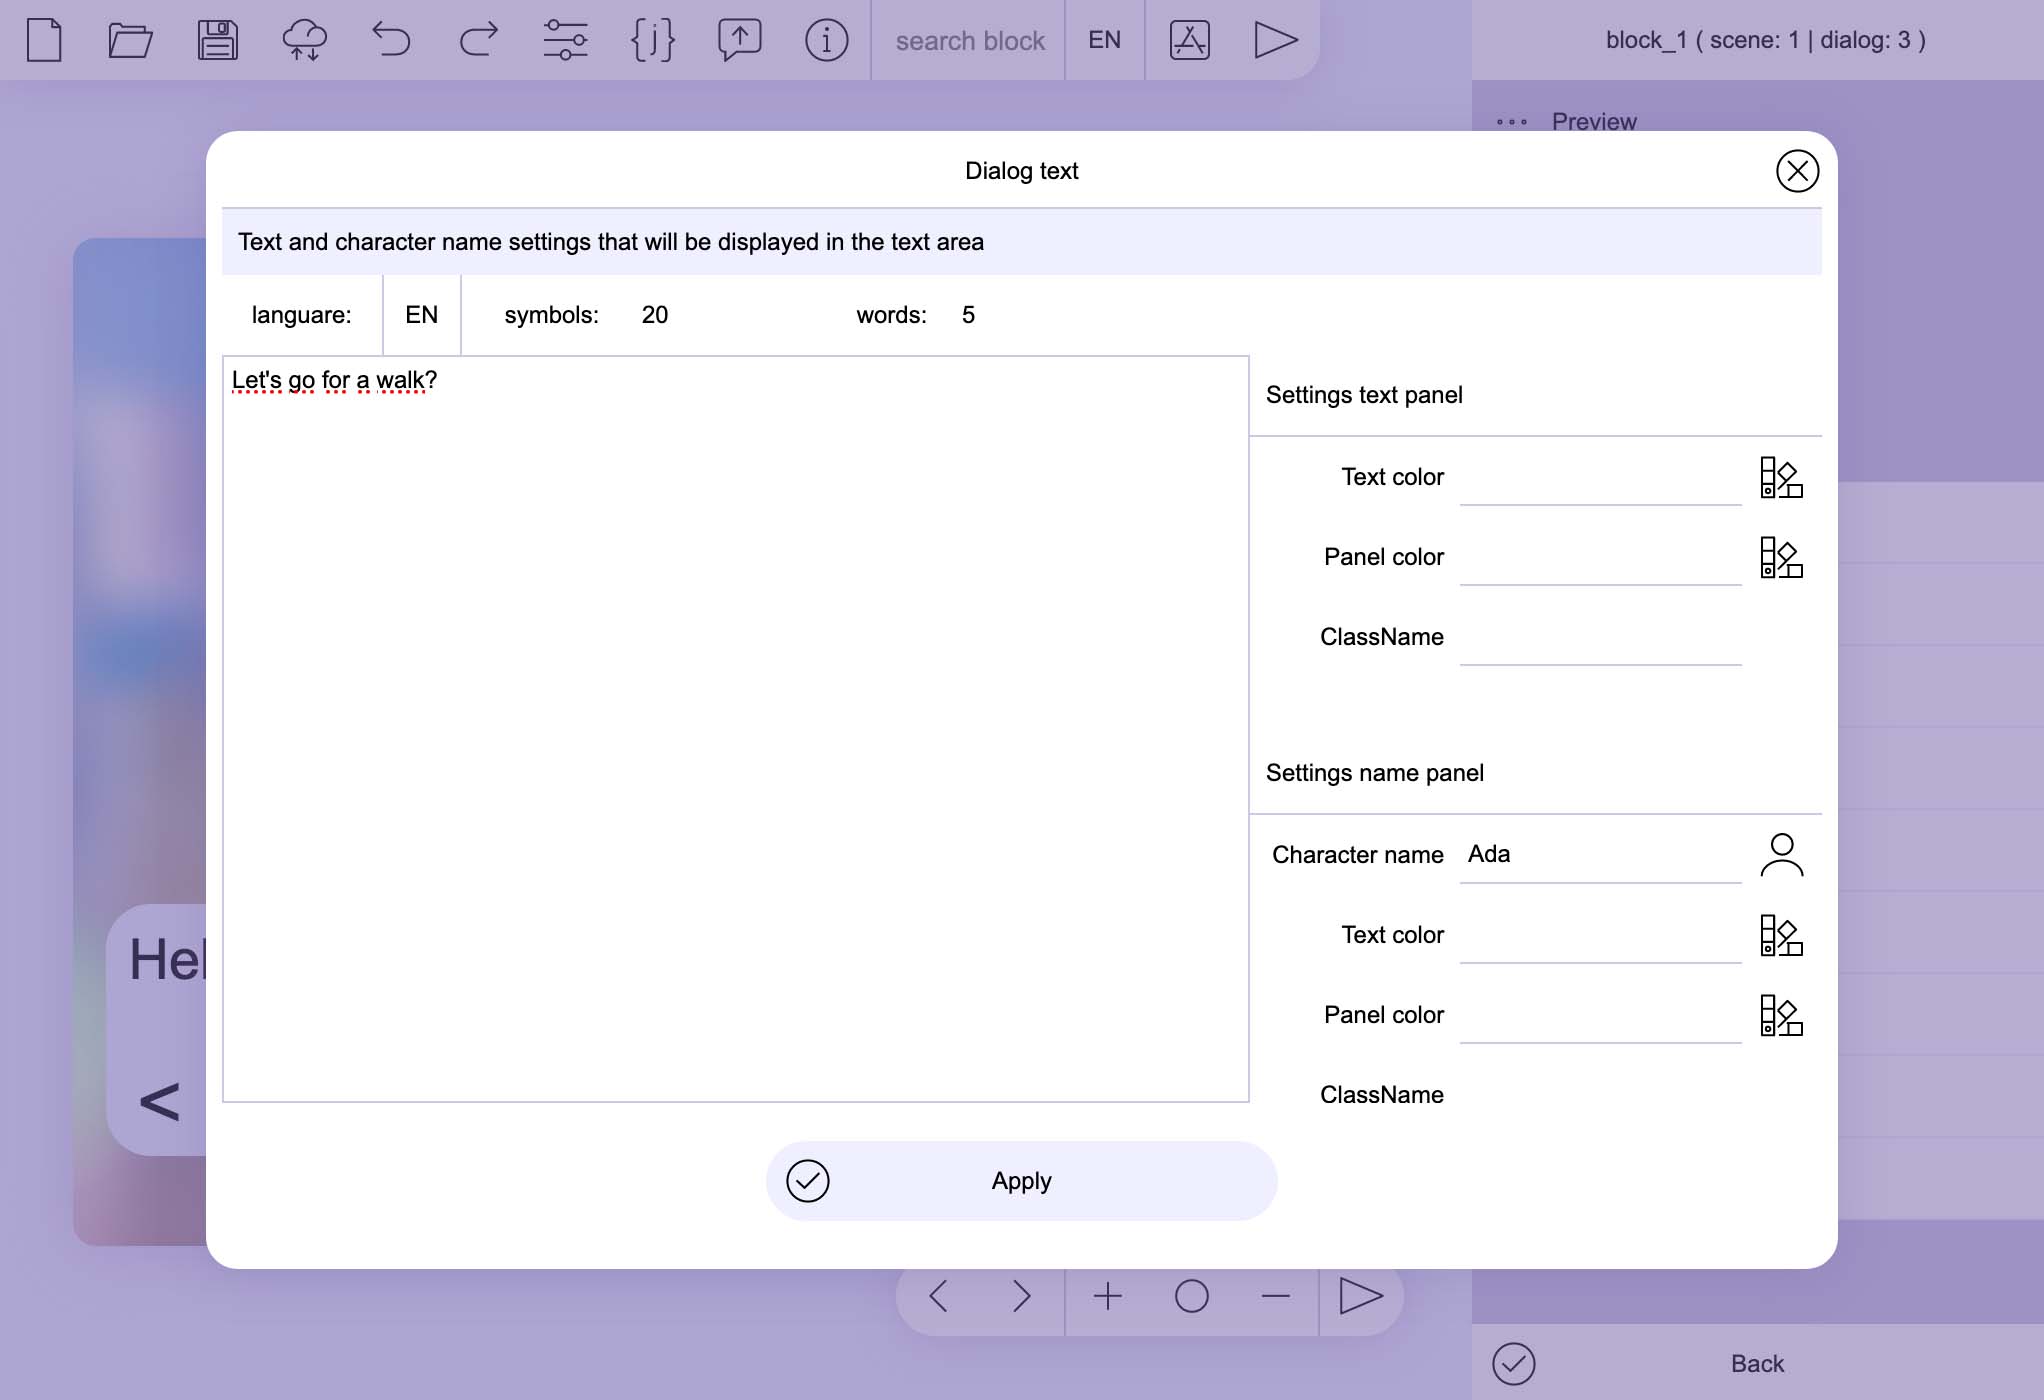 search block
EN
block_1 ( scene: 1 | dialog: 3 )
Preview
Dialog text
Text and character name settings that will be displayed in the text area
languare:
EN
symbols:
20
words:
5
Let's go for a walk?
Settings text panel
Text color
Panel color
ClassName
Settings name panel
Character name
Ada
Text color
Panel color
ClassName
Hel
<
Apply
Back